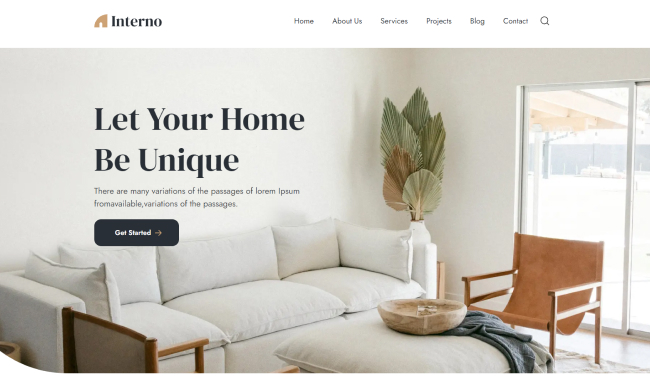 Interno
Home About Us Services Projects Blog Contact
Let Your Home
Be Unique
There are many variations of the passages of lorem Ipsum
fromavailable,variations of the passages.
Get Started →